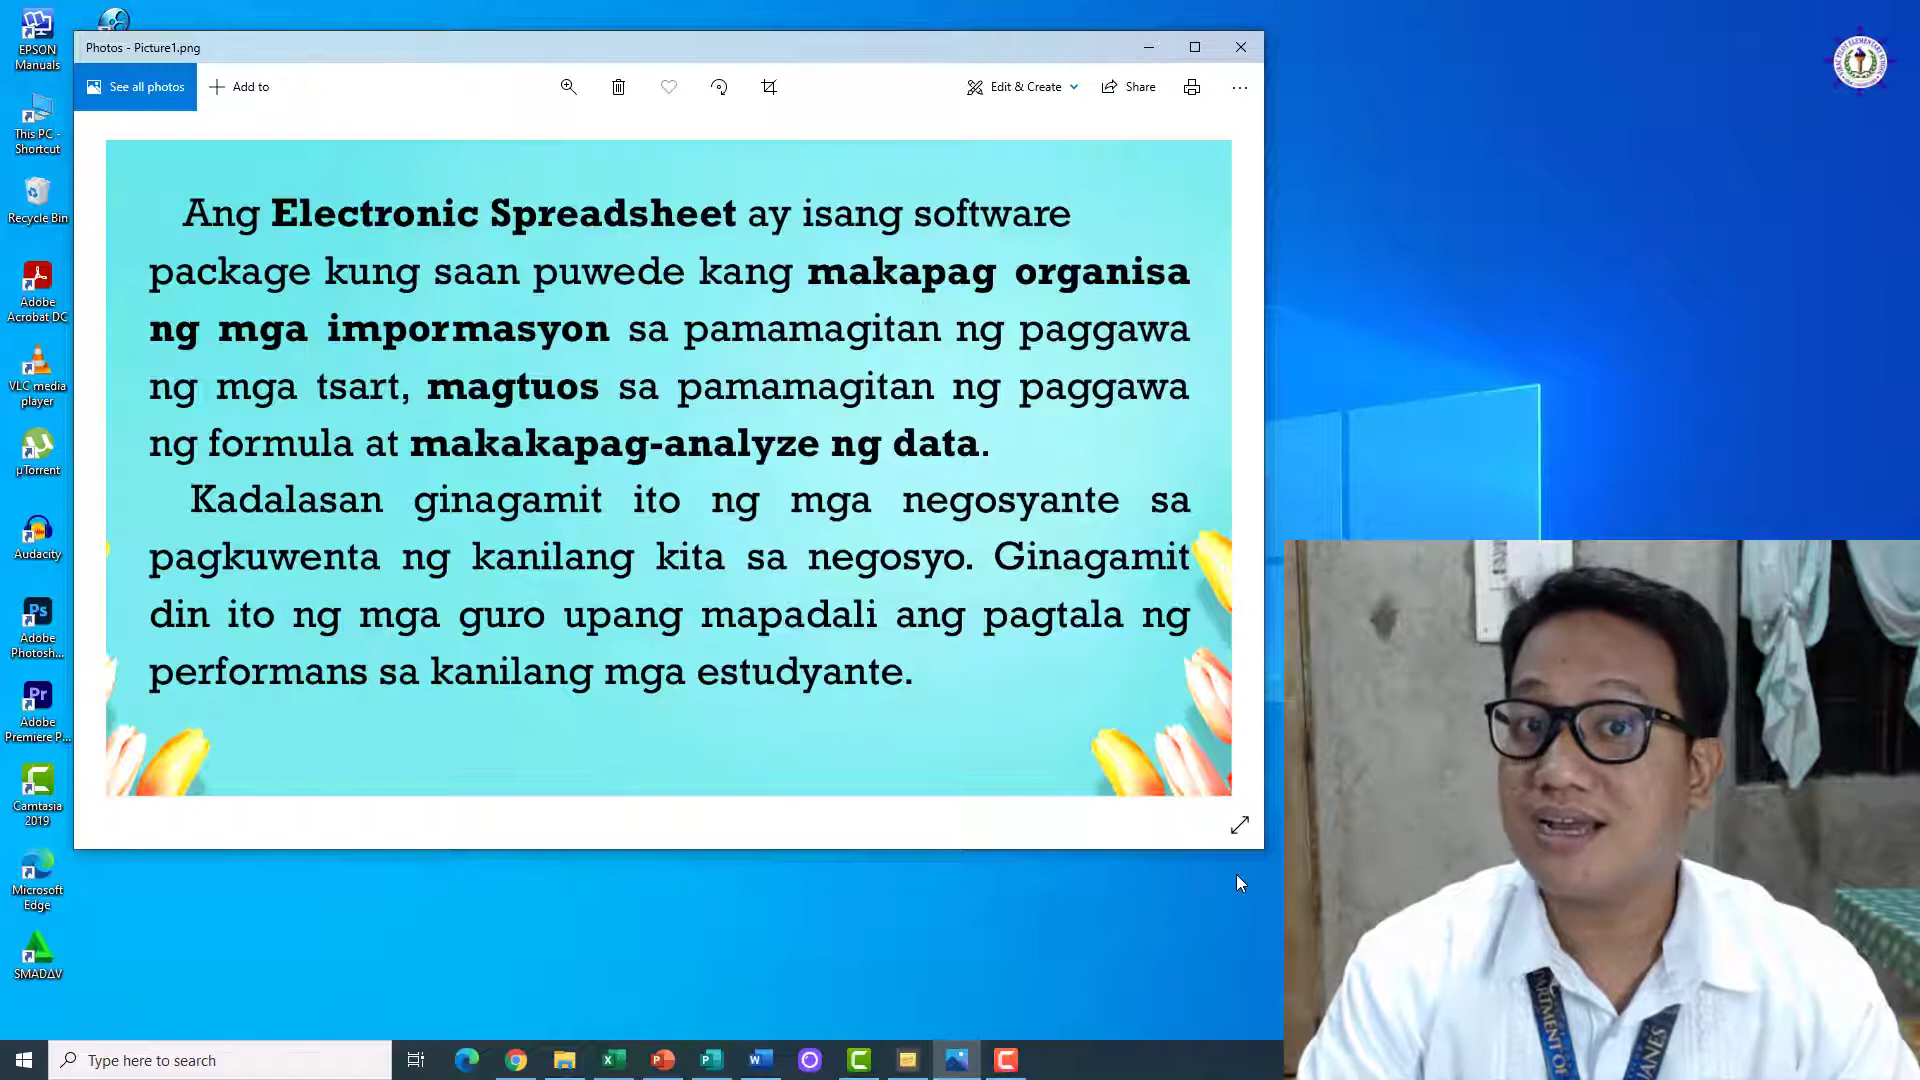 EPSON
Manuals
This PC -
Shortcut
Recycle Bin
Adobe
Acrobat DC
VLC media
player
µTorrent
Audacity
Adobe
Photosh...
Adobe
Premiere P...
Camtasia
2019
Microsoft
Edge
SMADΔV
Photos - Picture1.png
See all photos
Add to
Edit & Create
Share
Ang Electronic Spreadsheet ay isang software
package kung saan puwede kang makapag organisa
ng mga impormasyon sa pamamagitan ng paggawa
ng mga tsart, magtuos sa pamamagitan ng paggawa
ng formula at makakapag-analyze ng data.
Kadalasan ginagamit ito ng mga negosyante sa
pagkuwenta ng kanilang kita sa negosyo. Ginagamit
din ito ng mga guro upang mapadali ang pagtala ng
performans sa kanilang mga estudyante.
Type here to search